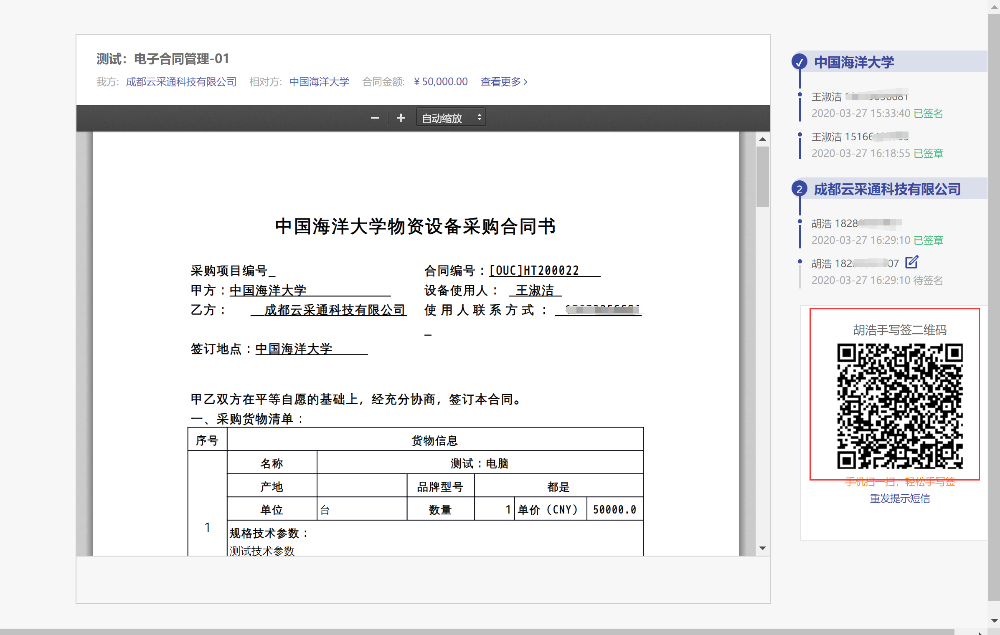 测试：电子合同管理-01
我方: 成都云采通科技有限公司 相对方: 中国海洋大学 合同金额: ¥ 50,000.00 查看更多 >
自动缩放
中国海洋大学物资设备采购合同书
采购项目编号_ 合同编号：[OUC]HT200022
甲方：中国海洋大学 设备使用人： 王淑洁
乙方： 成都云采通科技有限公司 使用人联系方式：
签订地点：中国海洋大学
甲乙双方在平等自愿的基础上，经充分协商，签订本合同。
一、采购货物清单：
序号 货物信息
名称 测试：电脑
产地 品牌型号 都是
单位 台 数量 1 单价（CNY） 50000.0
1
规格技术参数：
测试技术参数
中国海洋大学
王淑洁
2020-03-27 15:33:40 已签名
王淑洁 15166
2020-03-27 16:18:55 已签章
2 成都云采通科技有限公司
胡浩 1828
2020-03-27 16:29:10 已签章
胡浩 182 07
2020-03-27 16:29:10 待签名
胡浩手写签二维码
手机扫一扫，轻松手写签
重发提示短信